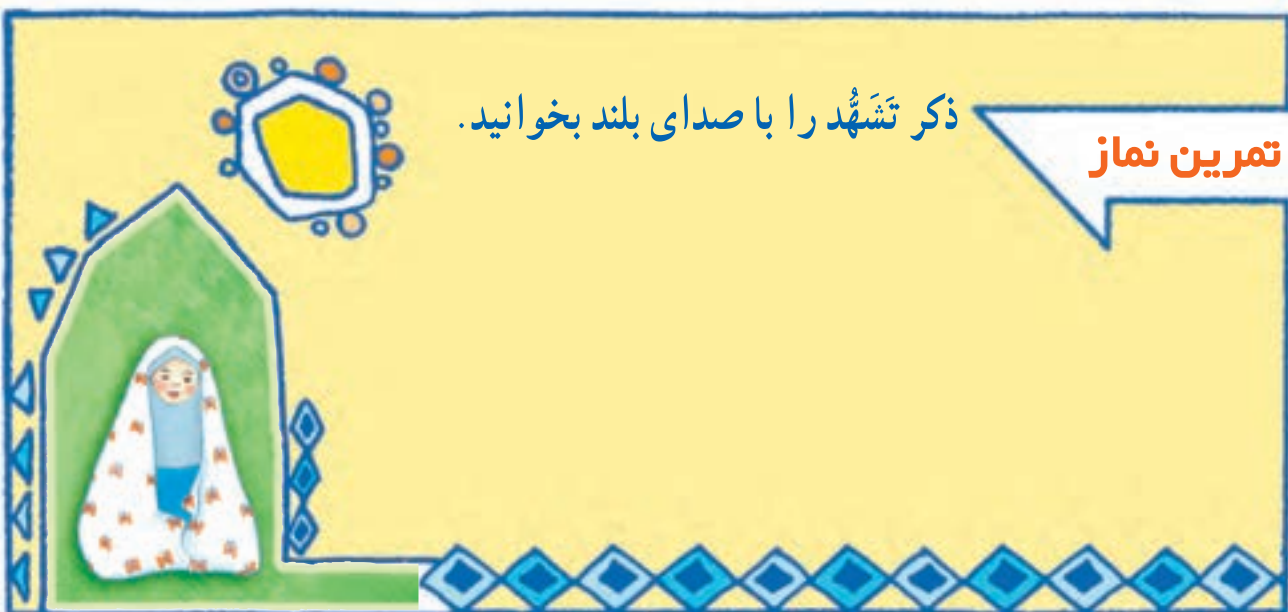 تمرین نماز
ذکر تَشَهُّد را با صدای بلند بخوانید.